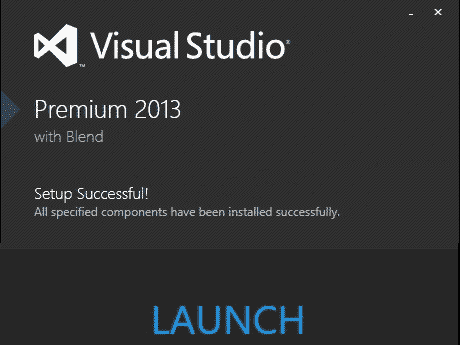 Visual Studio
Premium 2013
with Blend
Setup Successful!
All specified components have been installed successfully.
LAUNCH